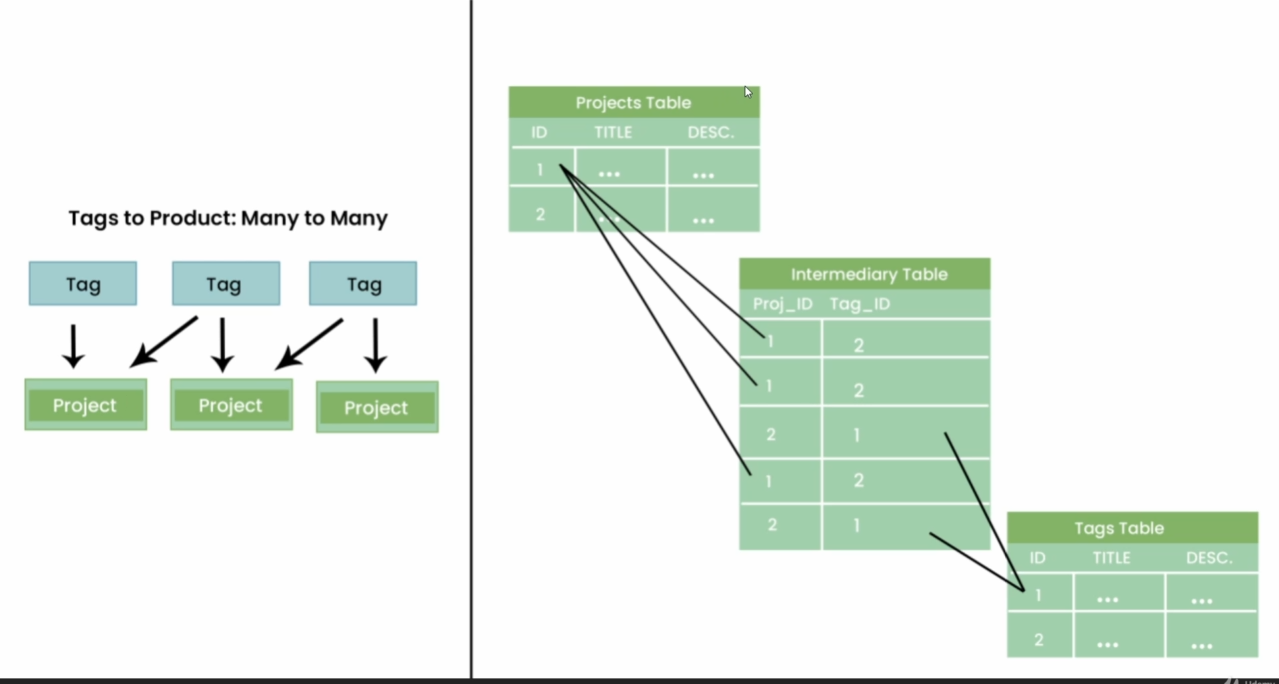 Tags to Product: Many to Many
Tag Tag Tag
Project Project Project
Projects Table
ID TITLE DESC.
1 ... ...
2 ... ...
Intermediary Table
Proj_ID Tag_ID
1 2
1 2
2 1
1 2
2 1
Tags Table
ID TITLE DESC.
1 ... ...
2 ... ...